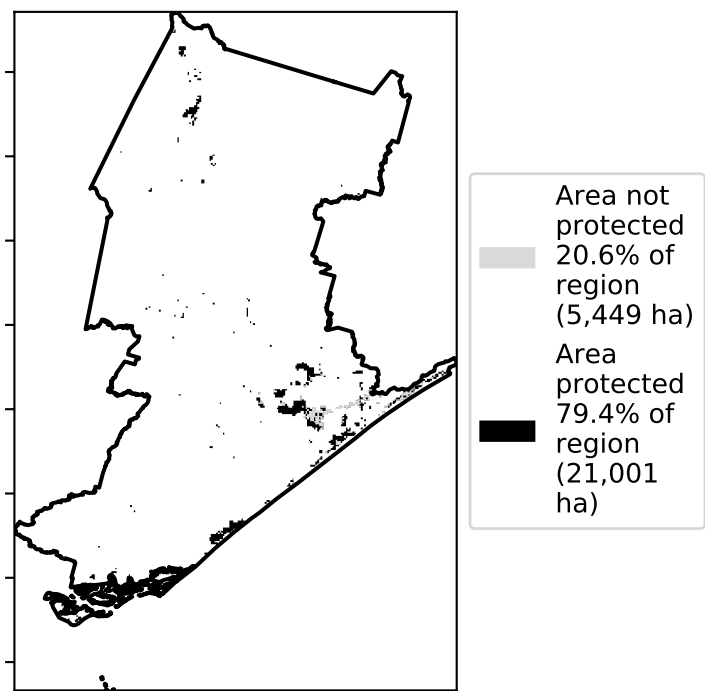 Area not
protected
20.6% of
region
(5,449 ha)
Area
protected
79.4% of
region
(21,001
ha)